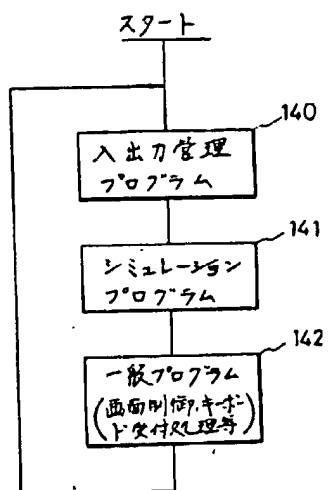 スタート
140
入出力管理
プログラム
141
シミュレーション
プログラム
142
一般プログラム
(画面制御、キーボー
ド受付処理等)